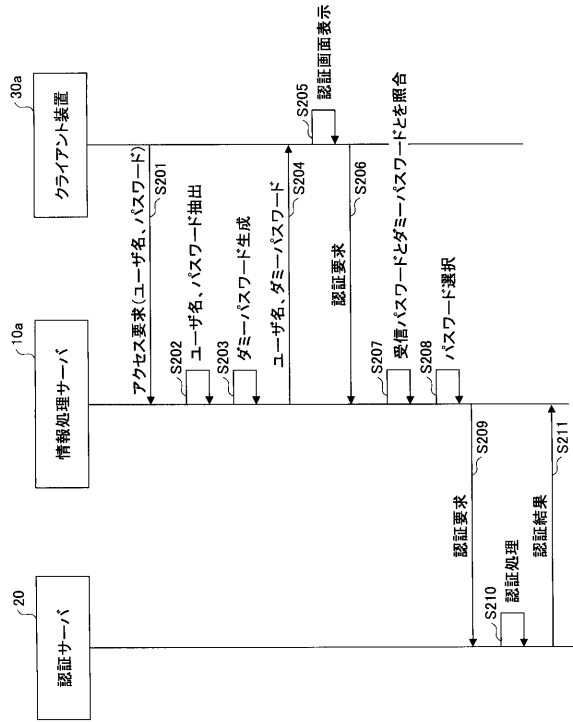 20
認証サーバ
10a
情報処理サーバ
30a
クライアント装置
アクセス要求(ユーザ名、パスワード)
S201
S202
ユーザ名、パスワード抽出
S203
ダミーパスワード生成
ユーザ名、ダミーパスワード
S204
S205
認証画面表示
認証要求
S206
S207
受信パスワードとダミーパスワードとを照合
S208
パスワード選択
認証要求
S209
S210
認証処理
認証結果
S211